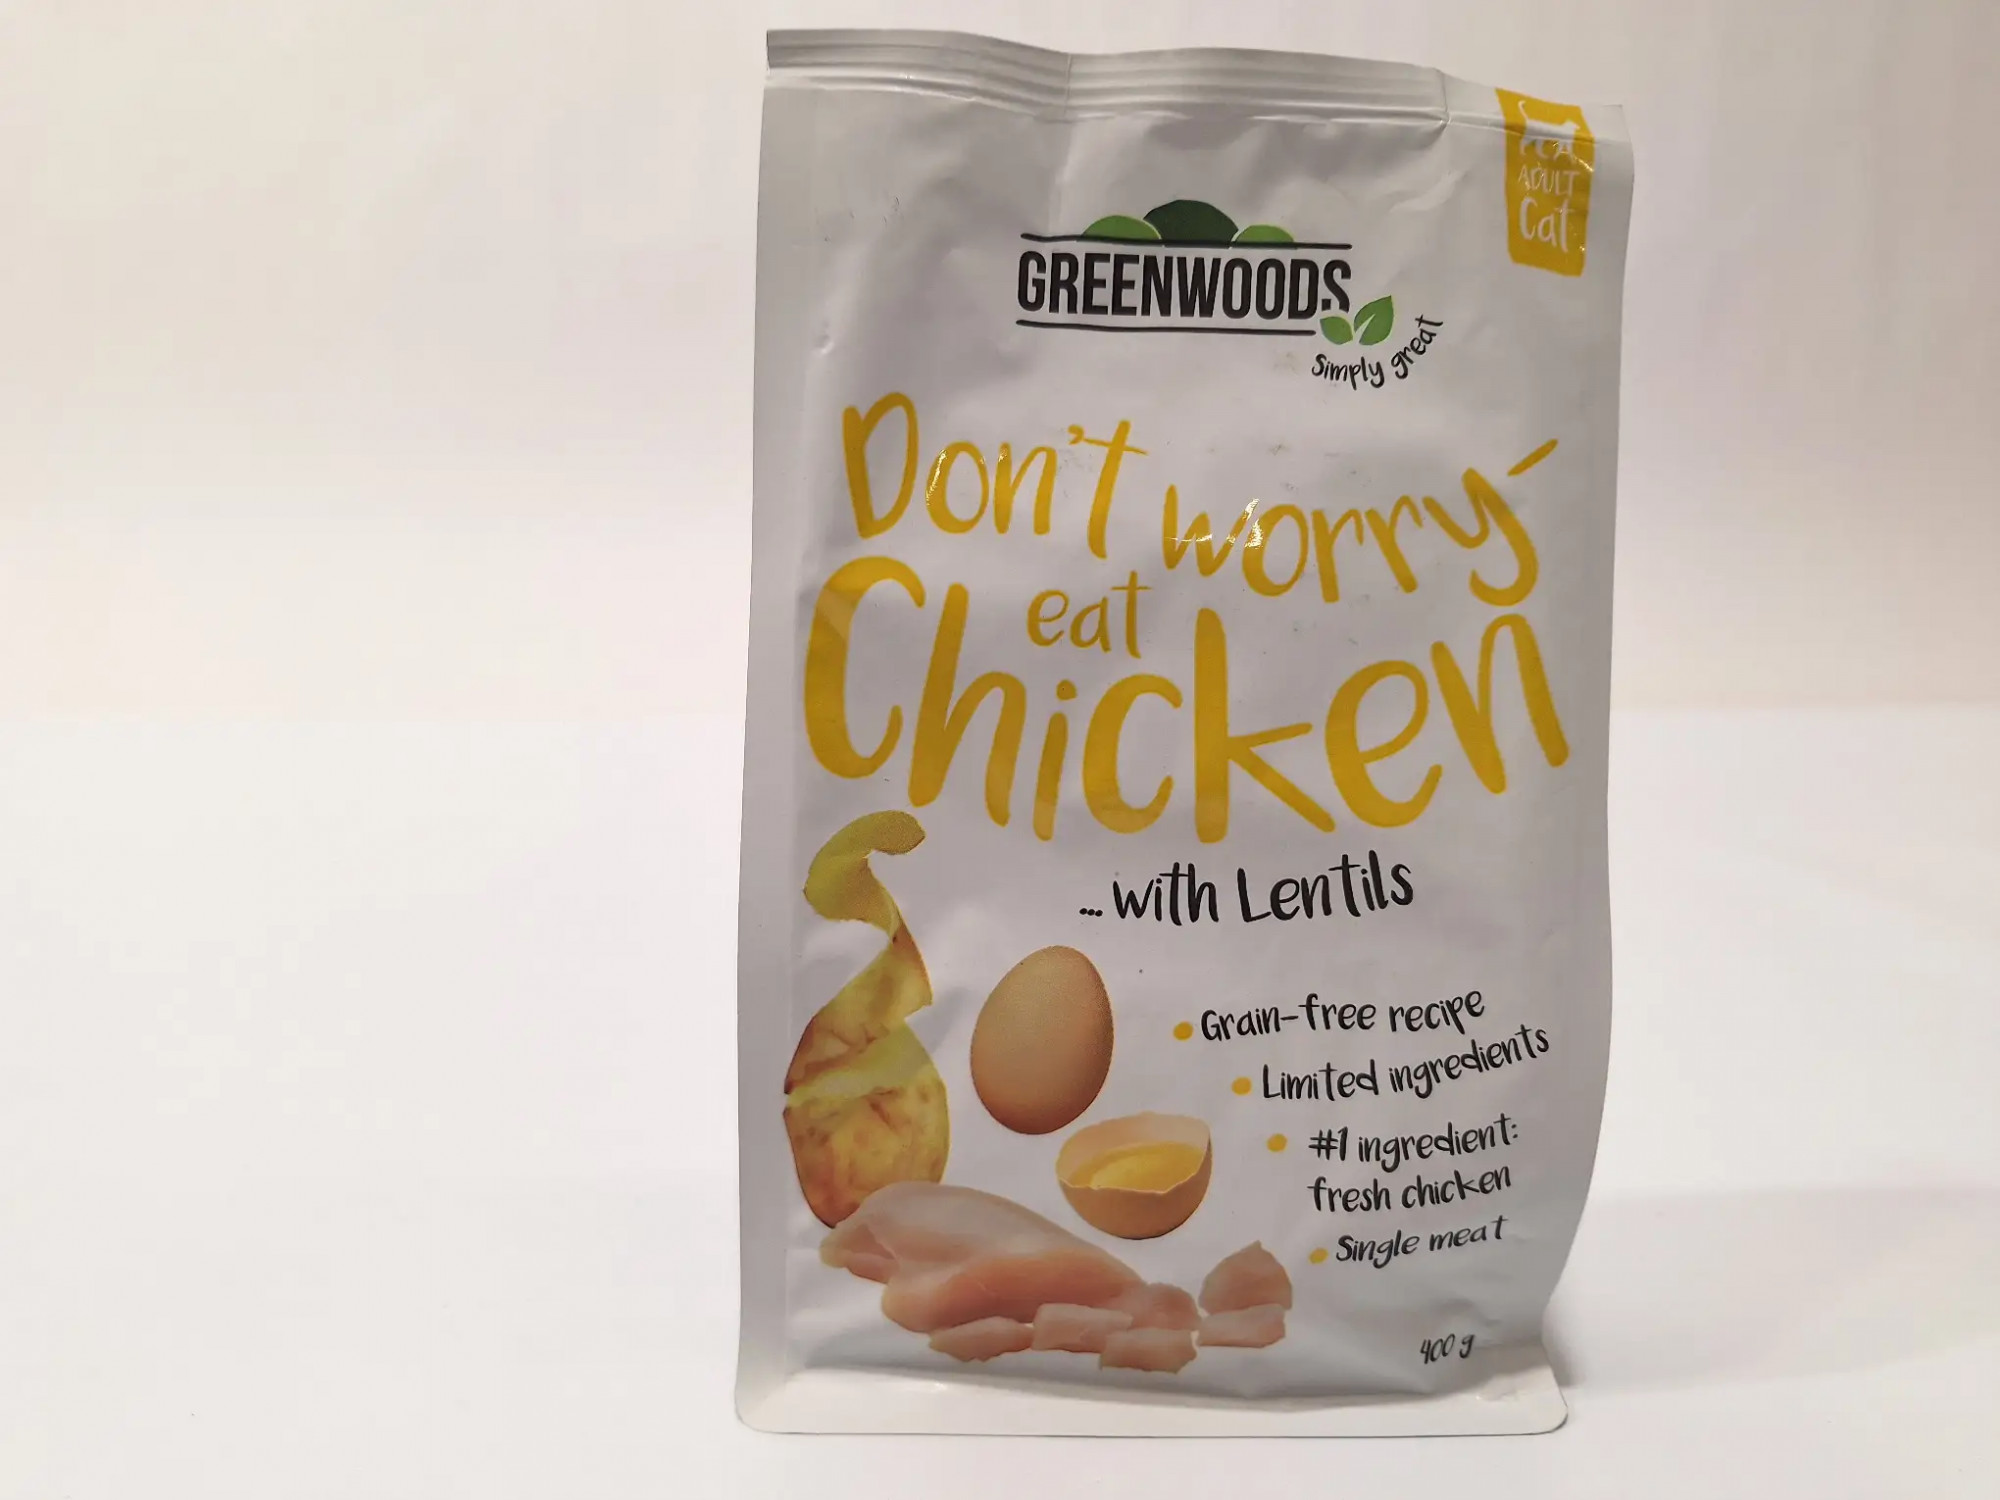 ADULT
Cat
GREENWOODS
Simply great
Don't worry
eat
Chicken
... with Lentils
Grain-free recipe
Limited ingredients
#1 ingredient:
fresh chicken
Single meat
400 g